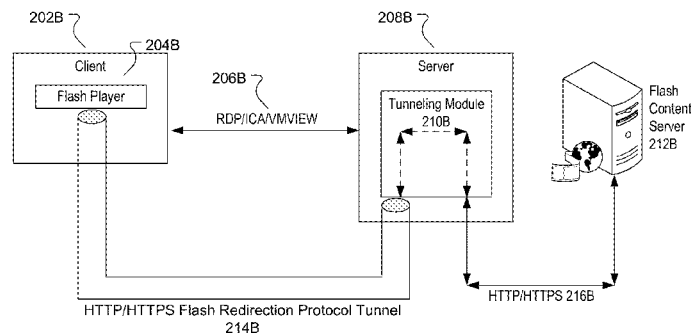 202B
204B
Client
Flash Player
206B
RDP/ICA/VMVIEW
208B
Server
Tunneling Module
210B
Flash
Content
Server
212B
HTTP/HTTPS 216B
HTTP/HTTPS Flash Redirection Protocol Tunnel
214B